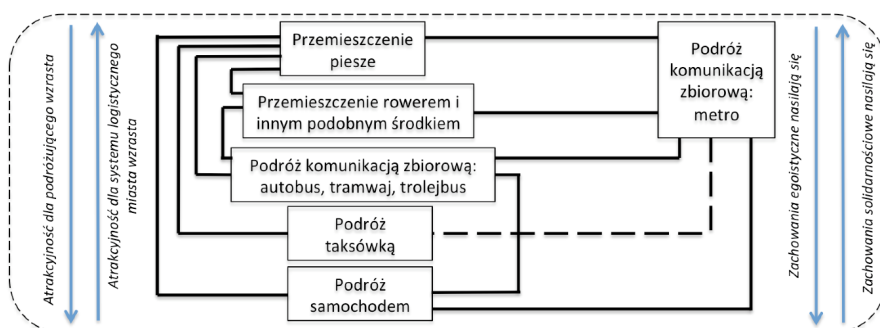 Atrakcyjność dla podróżującego wzrasta
Atrakcyjność dla systemu logistycznego
miasta wzrasta
Przemieszczenie
piesze
Przemieszczenie rowerem i
innym podobnym środkiem
Podróż komunikacją zbiorową:
autobus, tramwaj, trolejbus
Podróż
taksówką
Podróż
samochodem
Podróż
komunikacją
zbiorową:
metro
Zachowania egoistyczne nasilają się
Zachowania solidarnościowe nasilają się